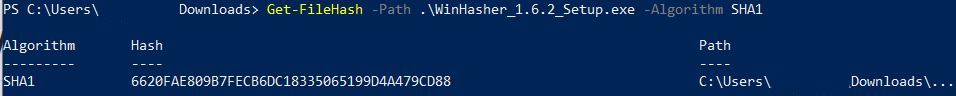 PS C:\Users\ Downloads> Get-FileHash -Path .\WinHasher_1.6.2_Setup.exe -Algorithm SHA1
Algorithm Hash Path
--------- ---- ----
SHA1 6620FAE809B7FECB6DC18335065199D4A479CD88 C:\Users\ Downloads\...